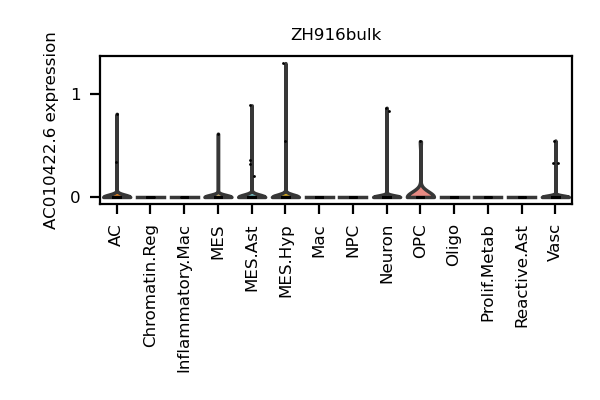 ZH916bulk
AC010422.6 expression
1
0
AC
Chromatin.Reg
Inflammatory.Mac
MES
MES.Ast
MES.Hyp
Mac
NPC
Neuron
OPC
Oligo
Prolif.Metab
Reactive.Ast
Vasc